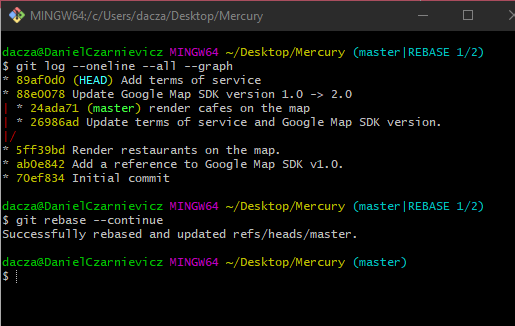 MINGW64:/c/Users/dacza/Desktop/Mercury
dacza@DanielCzarnievicz MINGW64 ~/Desktop/Mercury (master|REBASE 1/2)
$ git log --oneline --all --graph
* 89af0d0 (HEAD) Add terms of service
* 88e0078 Update Google Map SDK version 1.0 -> 2.0
| * 24ada71 (master) render cafes on the map
| * 26986ad Update terms of service and Google Map SDK version.
|/
* 5ff39bd Render restaurants on the map.
* ab0e842 Add a reference to Google Map SDK v1.0.
* 70ef834 Initial commit
dacza@DanielCzarnievicz MINGW64 ~/Desktop/Mercury (master|REBASE 1/2)
$ git rebase --continue
Successfully rebased and updated refs/heads/master.
dacza@DanielCzarnievicz MINGW64 ~/Desktop/Mercury (master)
$